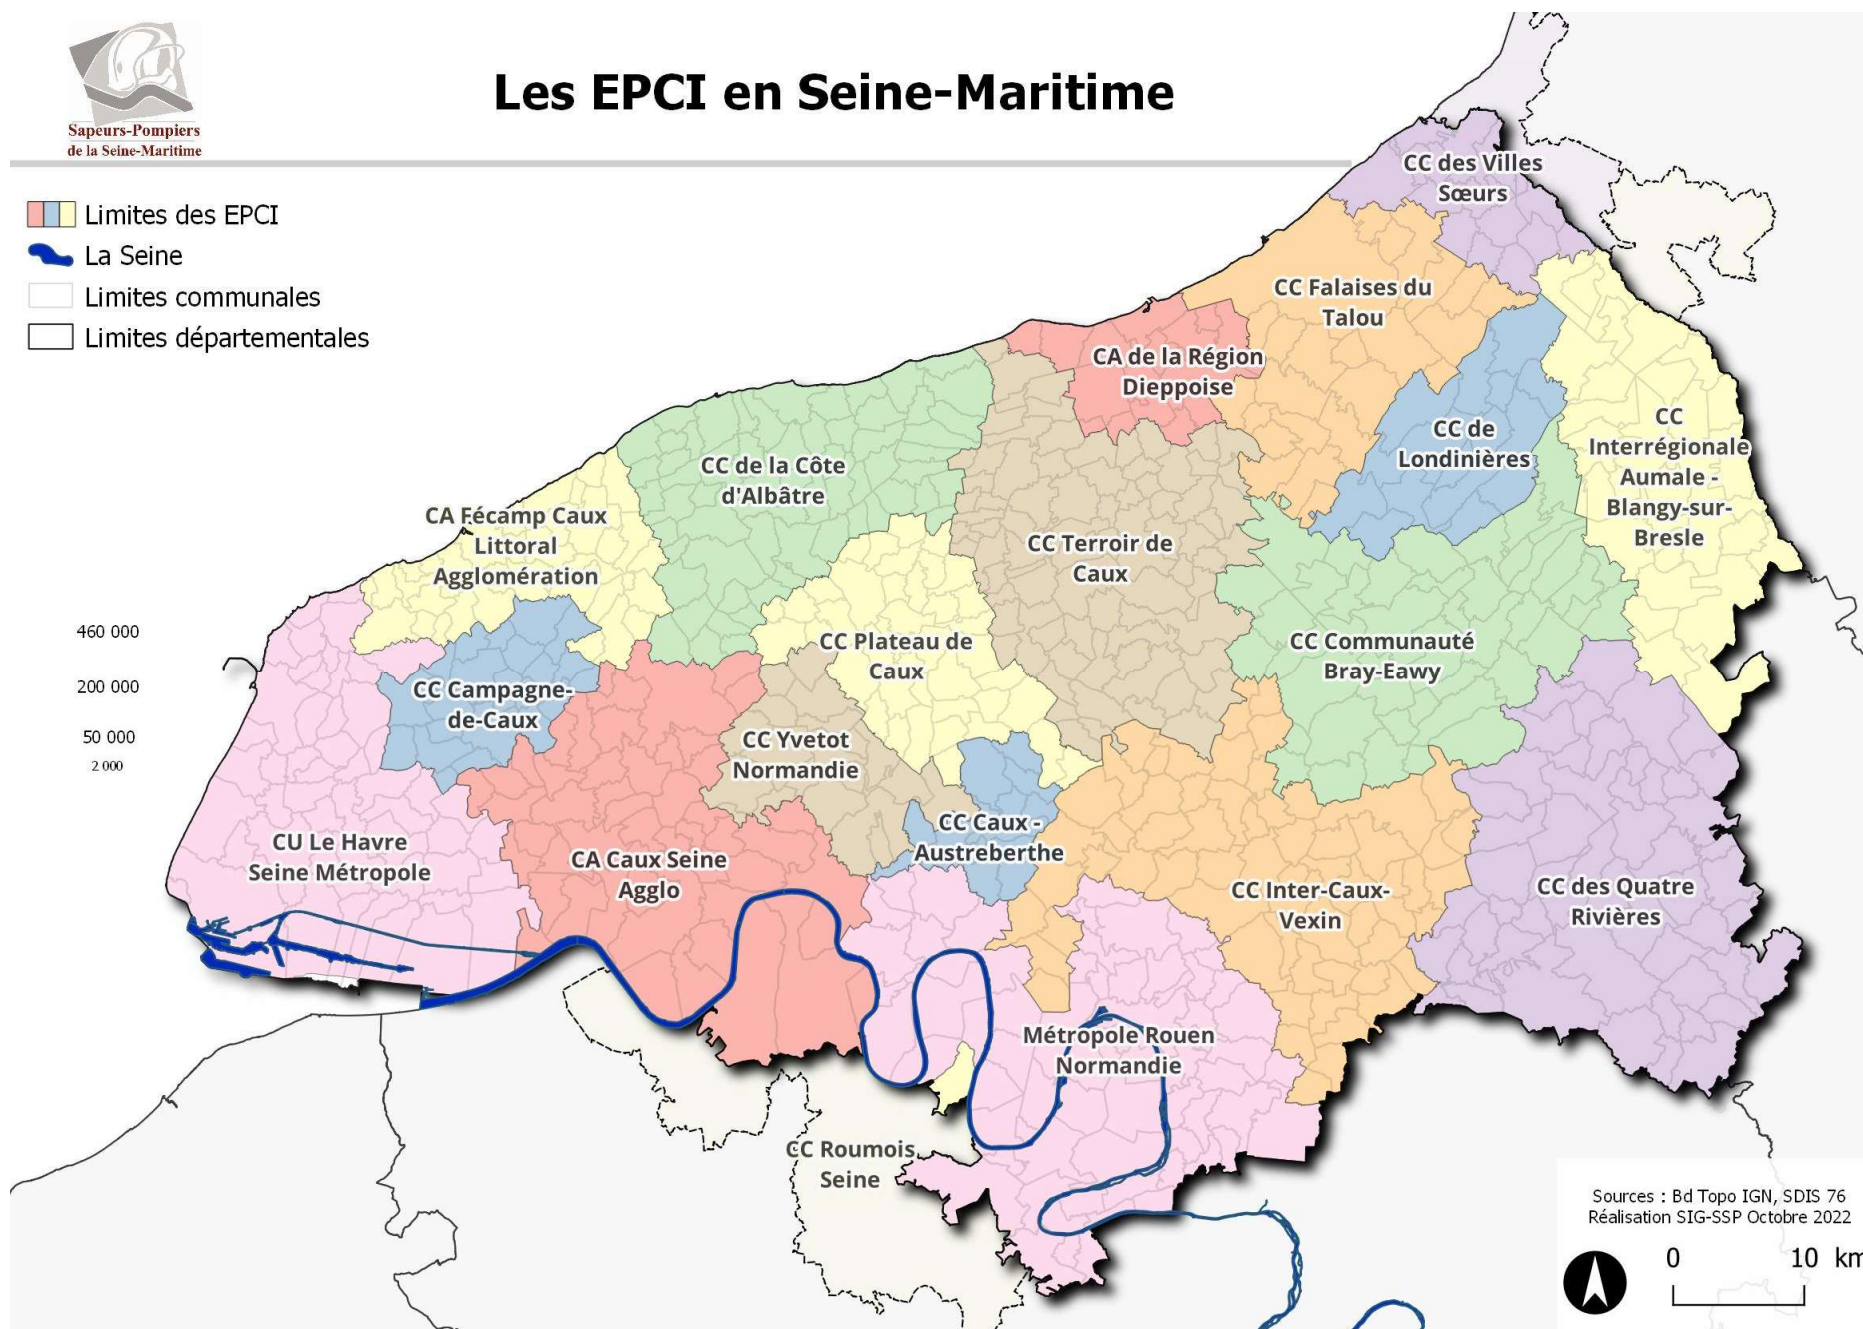 Les EPCI en Seine-Maritime
Sapeurs-Pompiers
de la Seine-Maritime
Limites des EPCI
La Seine
Limites communales
Limites départementales
460 000
200 000
50 000
2 000
CC des Villes
Sœurs
CC Falaises du
Talou
CA de la Région
Dieppoise
CC de
Londinières
CC
Interrégionale
Aumale -
Blangy-sur-
Bresle
CC de la Côte
d'Albâtre
CA Fécamp Caux
Littoral
Agglomération
CC Terroir de
Caux
CC Plateau de
Caux
CC Communauté
Bray-Eawy
CC Campagne-
de-Caux
CC Yvetot
Normandie
CC Caux -
Austreberthe
CU Le Havre
Seine Métropole
CA Caux Seine
Agglo
CC Inter-Caux-
Vexin
CC des Quatre
Rivières
Métropole Rouen
Normandie
CC Roumois
Seine
Sources : Bd Topo IGN, SDIS 76
Réalisation SIG-SSP Octobre 2022
0 10 km